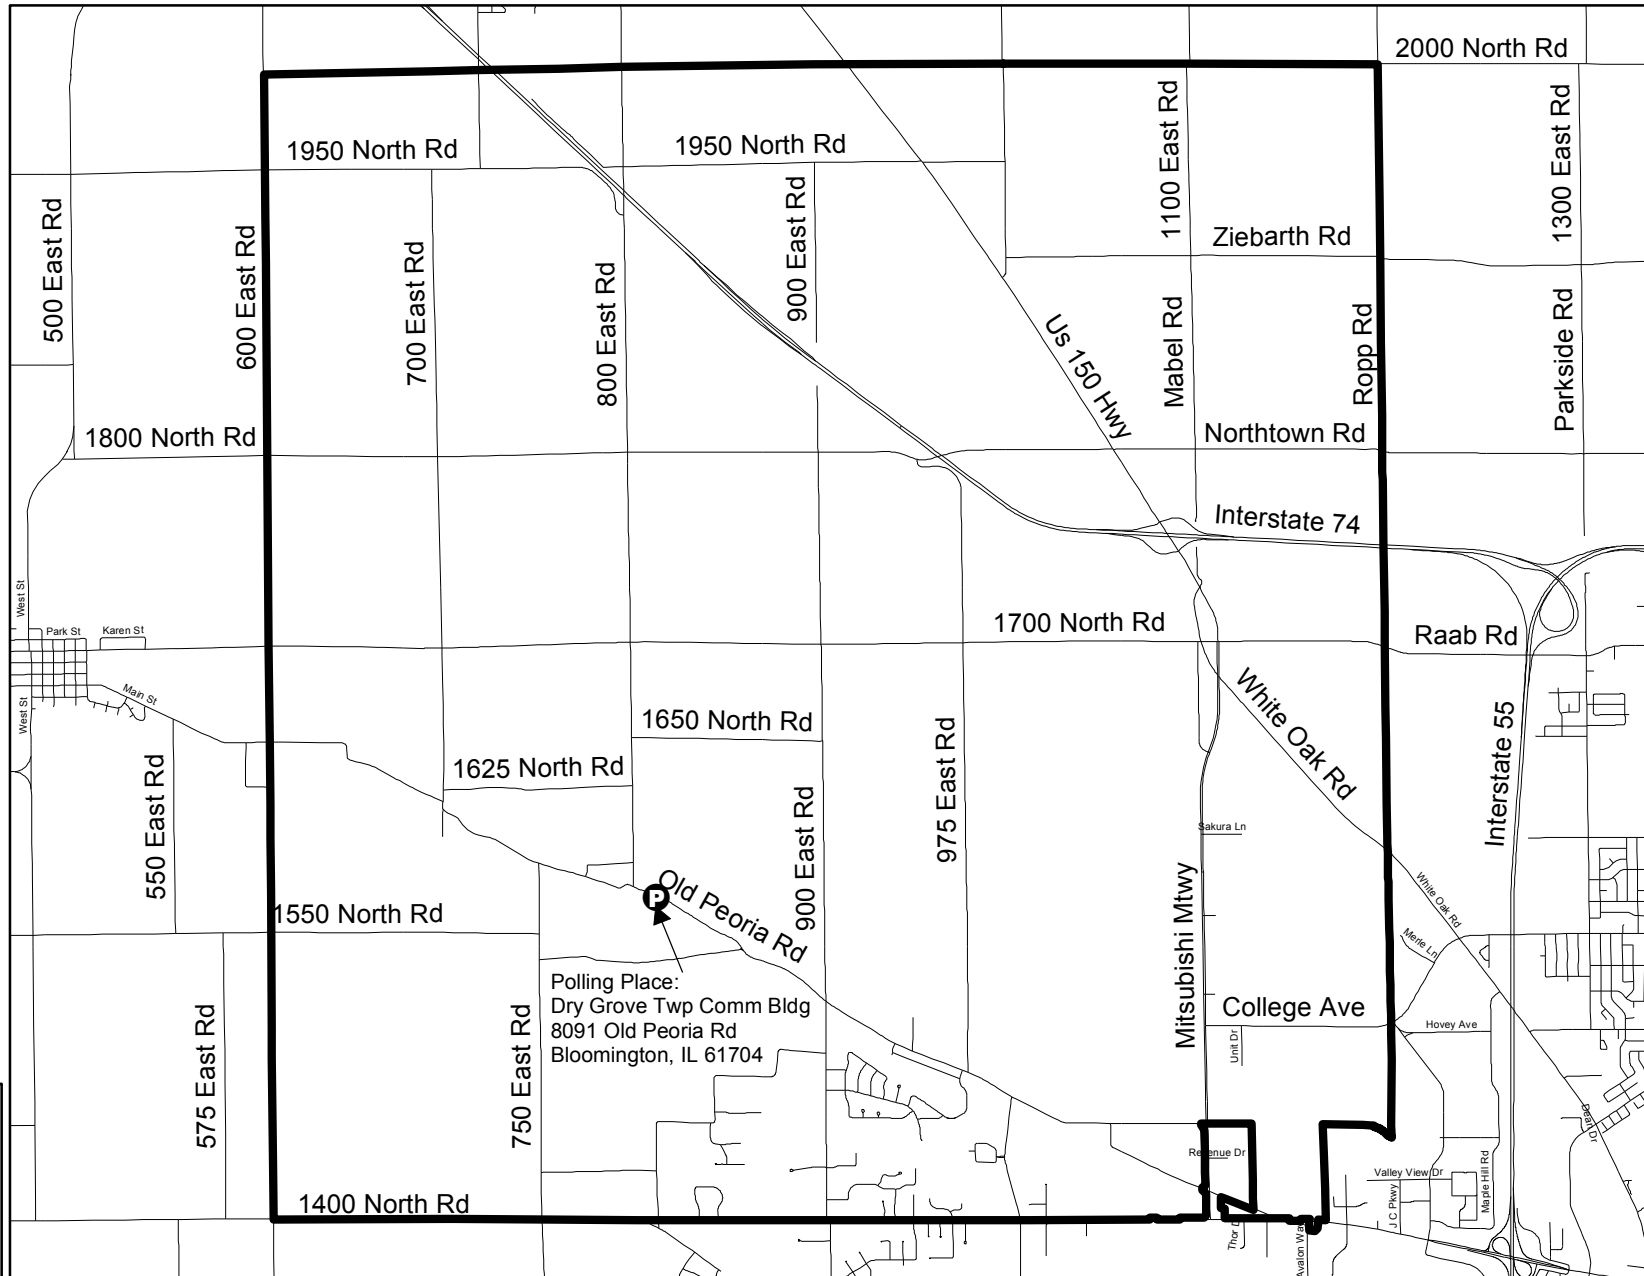 2000 North Rd
1950 North Rd
1950 North Rd
1100 East Rd
1300 East Rd
500 East Rd
600 East Rd
700 East Rd
800 East Rd
900 East Rd
Ziebarth Rd
Us 150 Hwy
Mabel Rd
Ropp Rd
Parkside Rd
1800 North Rd
Northtown Rd
Interstate 74
West St
Park St
Karen St
1700 North Rd
Raab Rd
Main St
West St
White Oak Rd
1650 North Rd
1625 North Rd
975 East Rd
Interstate 55
550 East Rd
900 East Rd
Sakura Ln
Mitsubishi Mtwy
White Oak Rd
P
Old Peoria Rd
1550 North Rd
Merle Ln
Polling Place:
Dry Grove Twp Comm Bldg
8091 Old Peoria Rd
Bloomington, IL 61704
College Ave
Hovey Ave
Unit Dr
575 East Rd
750 East Rd
Dean Dr
Revenue Dr
Valley View Dr
Maple Hill Rd
J C Pkwy
1400 North Rd
Thor
Avalon Way